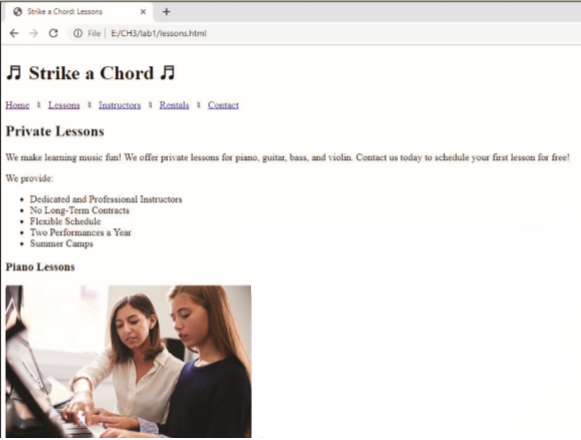 Strike a Chord: Lessons
File | E:/CH3/lab1/lessons.html
♫ Strike a Chord ♫
Home Lessons Instructors Rentals Contact
Private Lessons
We make learning music fun! We offer private lessons for piano, guitar, bass, and violin. Contact us today to schedule your first lesson for free!
We provide:
• Dedicated and Professional Instructors
• No Long-Term Contracts
• Flexible Schedule
• Two Performances a Year
• Summer Camps
Piano Lessons